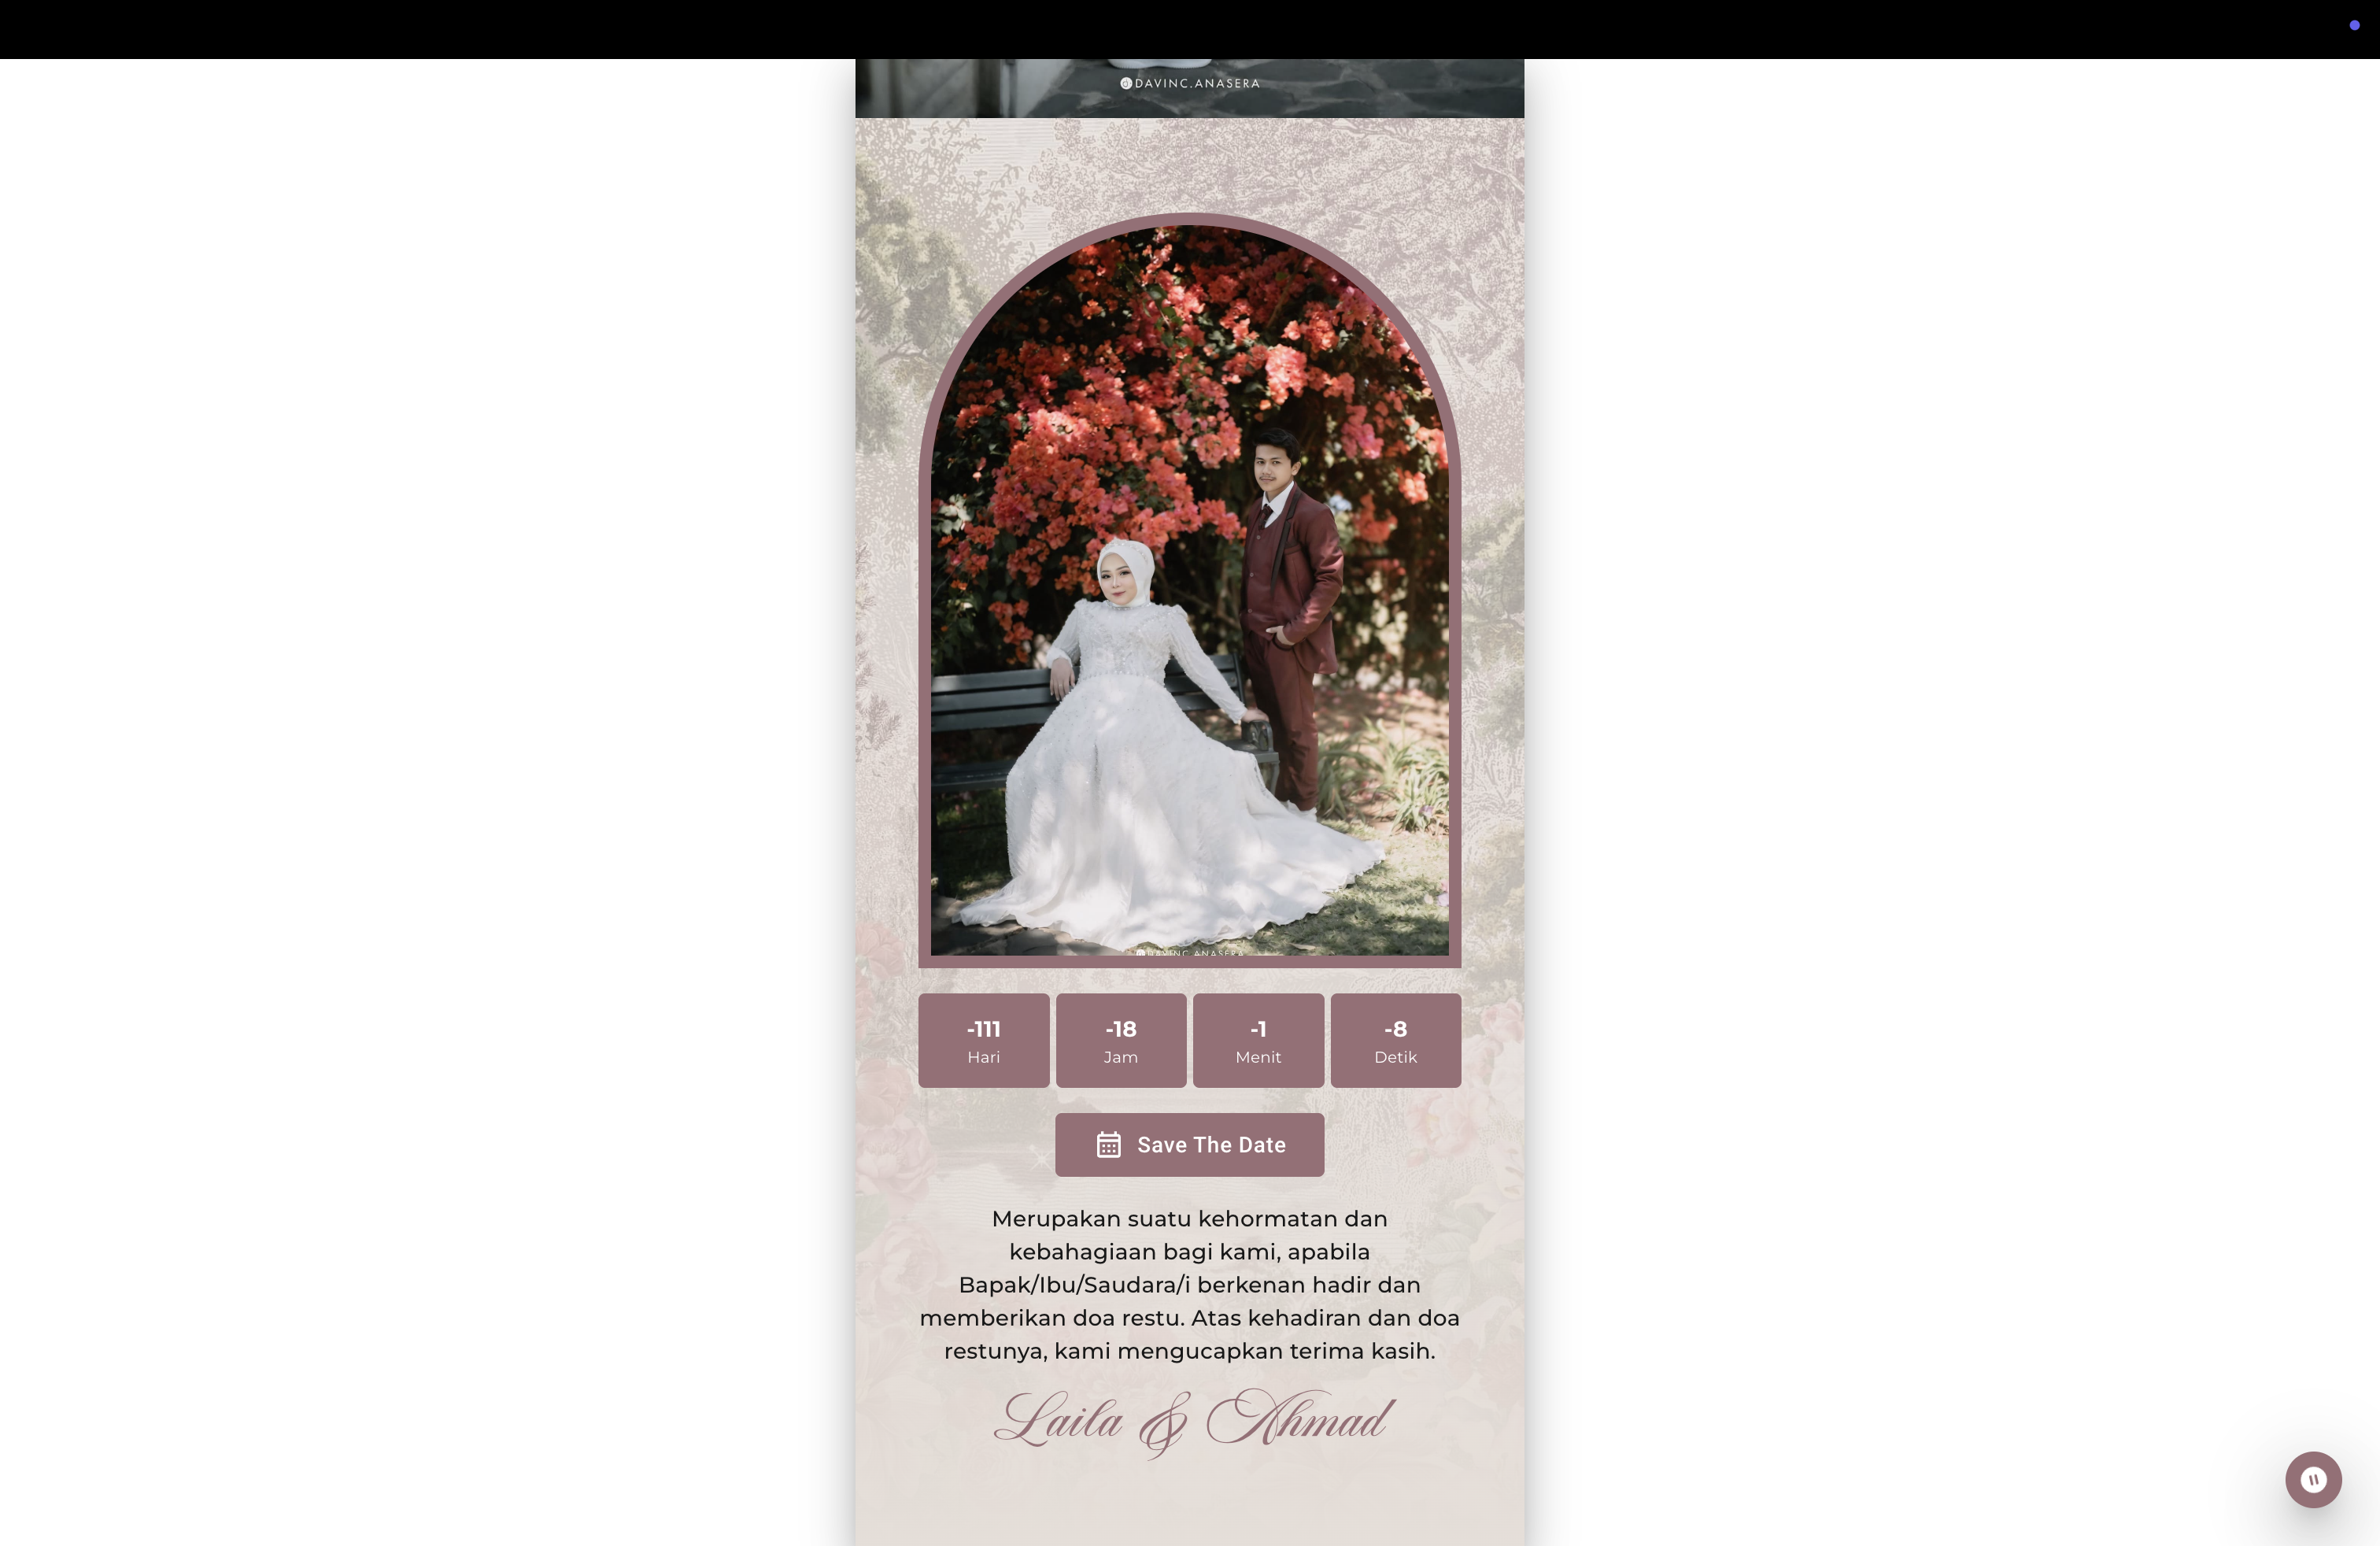 DAVINC.ANASERA
DAVINC.ANASERA
-111
Hari
-18
Jam
-1
Menit
-8
Detik
Save The Date
Merupakan suatu kehormatan dan
kebahagiaan bagi kami, apabila
Bapak/Ibu/Saudara/i berkenan hadir dan
memberikan doa restu. Atas kehadiran dan doa
restunya, kami mengucapkan terima kasih.
Laila & Ahmad